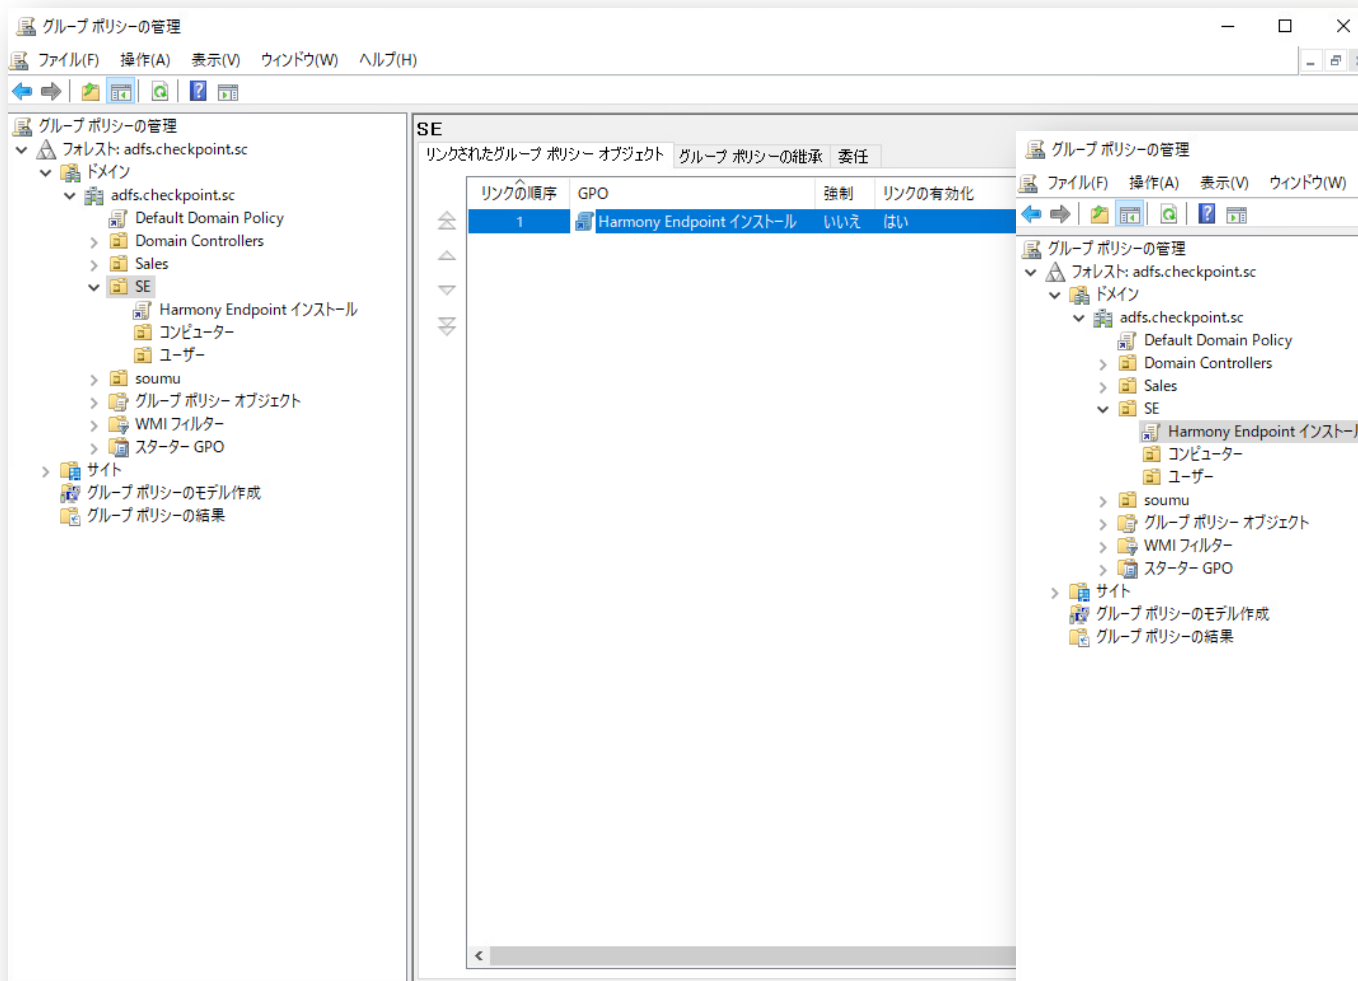 グループ ポリシーの管理
ファイル(F) 操作(A) 表示(V) ウィンドウ(W) ヘルプ(H)
グループ ポリシーの管理
フォレスト: adfs.checkpoint.sc
ドメイン
adfs.checkpoint.sc
Default Domain Policy
Domain Controllers
Sales
SE
Harmony Endpoint インストール
コンピューター
ユーザー
soumu
グループ ポリシー オブジェクト
WMI フィルター
スターター GPO
サイト
グループ ポリシーのモデル作成
グループ ポリシーの結果
SE
リンクされたグループ ポリシー オブジェクト グループ ポリシーの継承 委任
リンクの順序 GPO 強制 リンクの有効化
1 Harmony Endpoint インストール いいえ はい
グループ ポリシーの管理
ファイル(F) 操作(A) 表示(V) ウィンドウ(W)
グループ ポリシーの管理
フォレスト: adfs.checkpoint.sc
ドメイン
adfs.checkpoint.sc
Default Domain Policy
Domain Controllers
Sales
SE
Harmony Endpoint インストール
コンピューター
ユーザー
soumu
グループ ポリシー オブジェクト
WMI フィルター
スターター GPO
サイト
グループ ポリシーのモデル作成
グループ ポリシーの結果